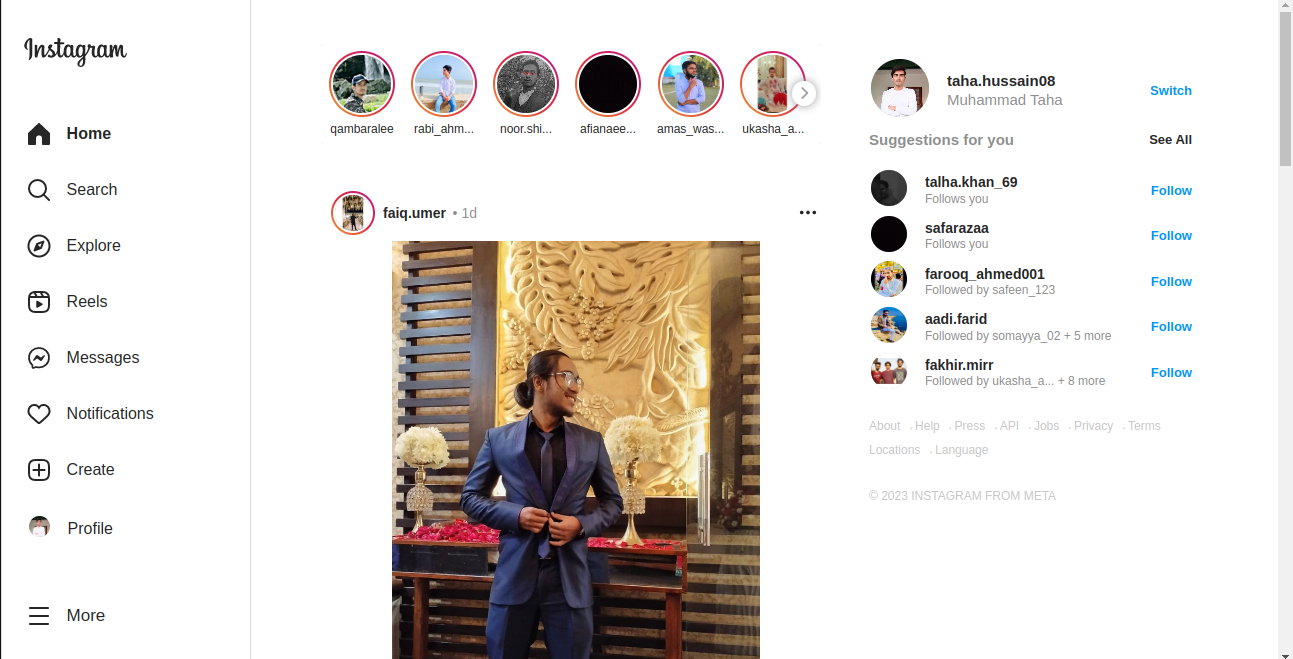 Instagram
Home
Search
Explore
Reels
Messages
Notifications
Create
Profile
More
qambaralee
rabi_ahm...
noor.shi...
afianaee...
amas_was...
ukasha_a...
faiq.umer • 1d
taha.hussain08
Muhammad Taha
Switch
Suggestions for you
See All
talha.khan_69
Follows you
Follow
safarazaa
Follows you
Follow
farooq_ahmed001
Followed by safeen_123
Follow
aadi.farid
Followed by somayya_02 + 5 more
Follow
fakhir.mirr
Followed by ukasha_a... + 8 more
Follow
About . Help . Press . API . Jobs . Privacy . Terms
Locations . Language
© 2023 INSTAGRAM FROM META